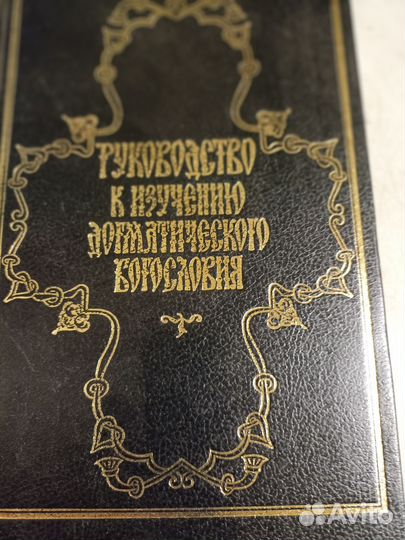 РУКОВОДСТВО
К ИЗУЧЕНИЮ
ДОГМАТИЧЕСКОГО
БОГОСЛОВИЯ
Avito